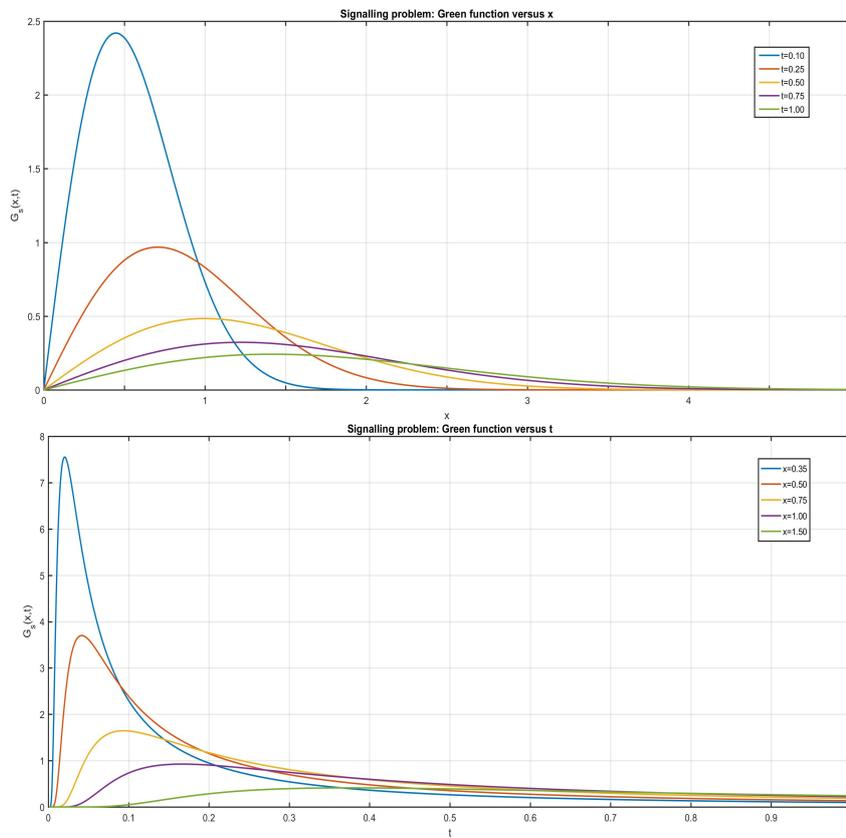 Signalling problem: Green function versus x
2.5
2
1.5
1
0.5
0
G_s(x,t)
t=0.10
t=0.25
t=0.50
t=0.75
t=1.00
0 1 2 3 4
x
Signalling problem: Green function versus t
8
7
6
5
4
3
2
1
0
G_s(x,t)
x=0.35
x=0.50
x=0.75
x=1.00
x=1.50
0 0.1 0.2 0.3 0.4 0.5 0.6 0.7 0.8 0.9
t